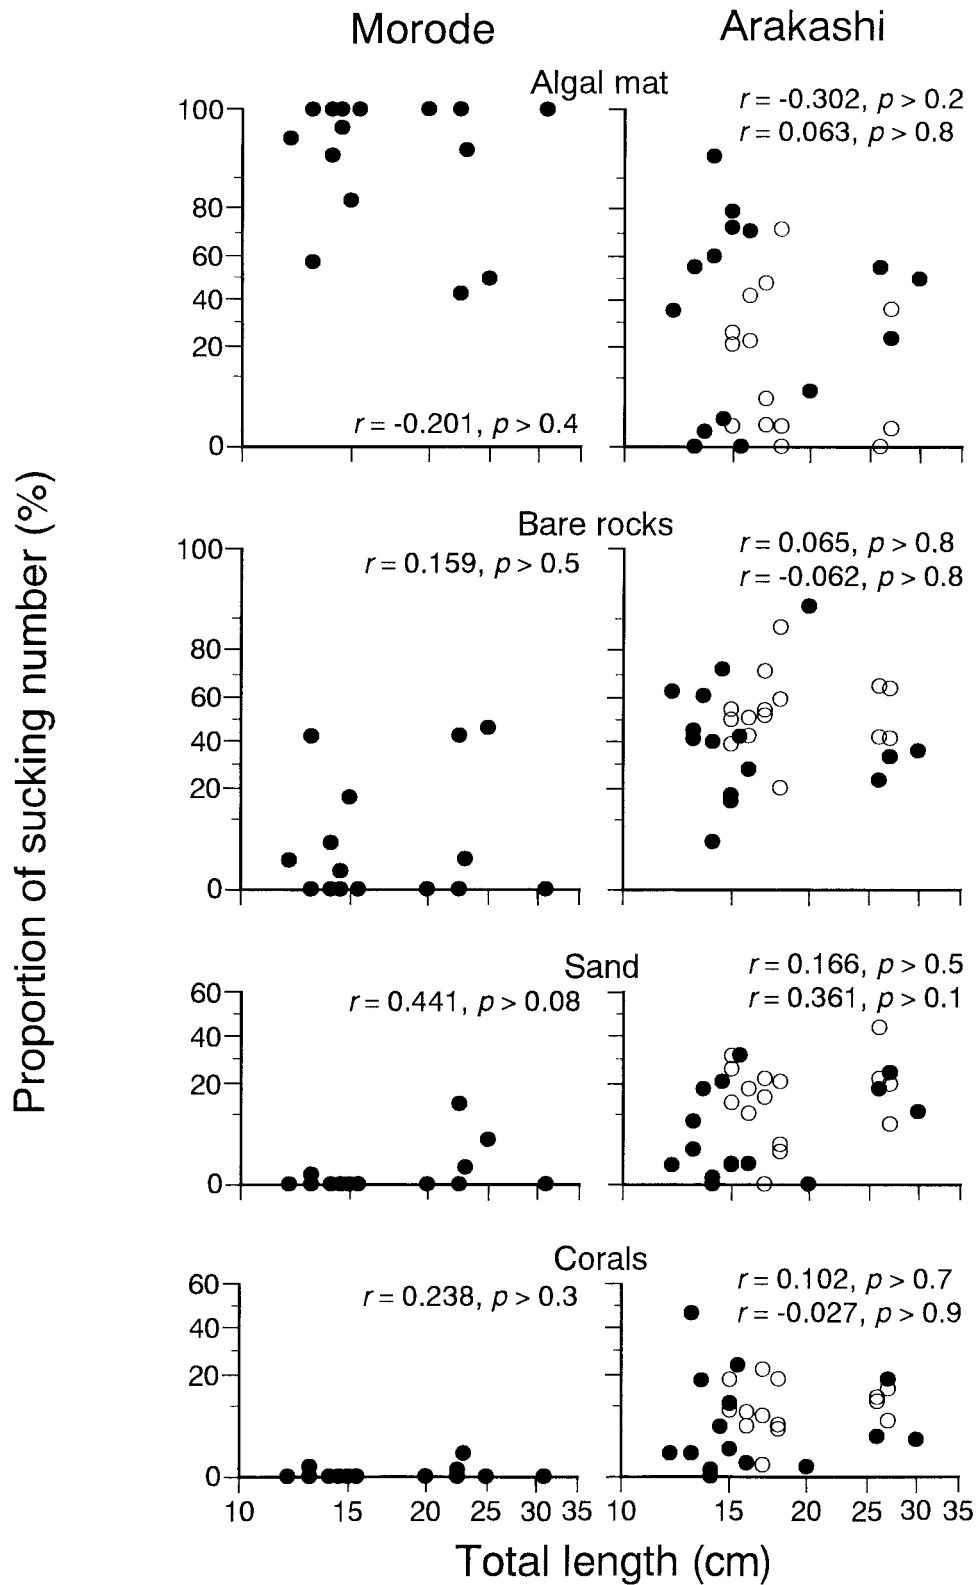 Morode
Arakashi
Algal mat
r = -0.302, p > 0.2
r = 0.063, p > 0.8
100
80
60
40
20
0
r = -0.201, p > 0.4
Bare rocks
r = 0.159, p > 0.5
r = 0.065, p > 0.8
r = -0.062, p > 0.8
100
80
60
40
20
0
Sand
r = 0.441, p > 0.08
r = 0.166, p > 0.5
r = 0.361, p > 0.1
60
40
20
0
Corals
r = 0.238, p > 0.3
r = 0.102, p > 0.7
r = -0.027, p > 0.9
60
40
20
0
10 15 20 25 30 35
10 15 20 25 30 35
Total length (cm)
Proportion of sucking number (%)